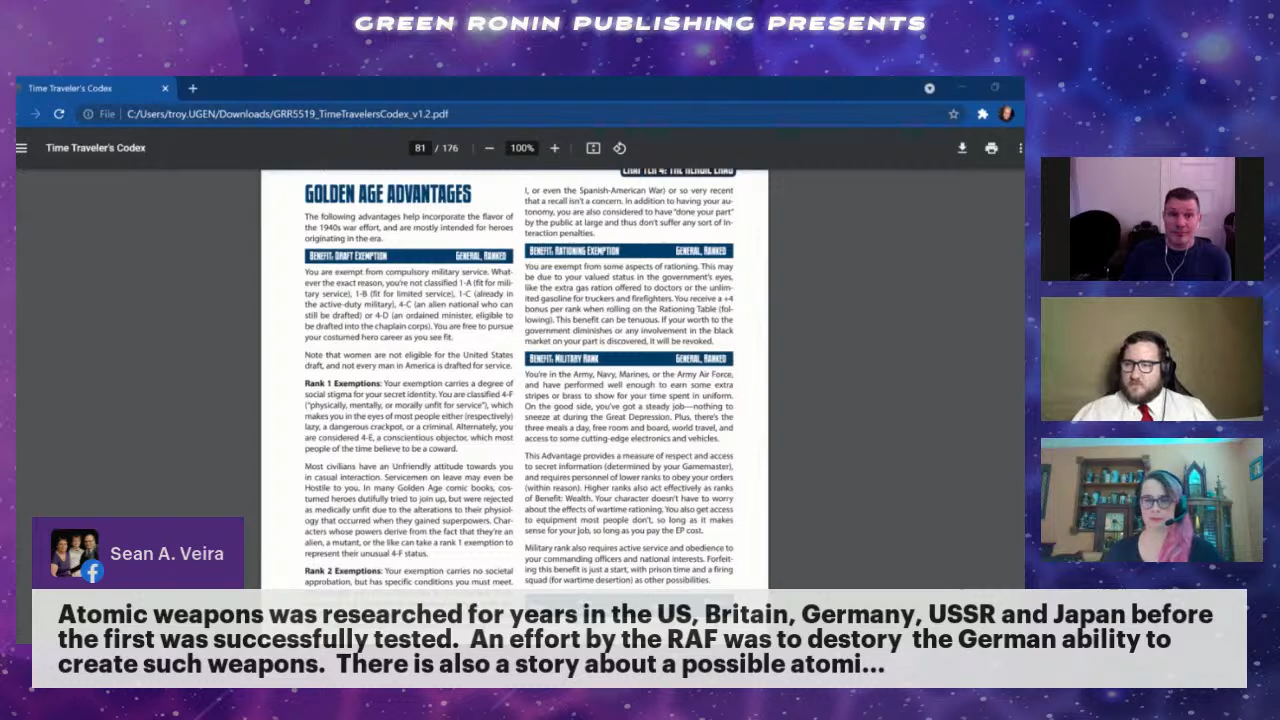 GREEN RONIN PUBLISHING PRESENTS
Time Traveler's Codex
File C:/Users/troy.UGEN/Downloads/GRR5519_TimeTravelersCodex_v1.2.pdf
Time Traveler's Codex 81 / 176 100%
CHAPTER 4: THE HEROIC ERAS
GOLDEN AGE ADVANTAGES
The following advantages help incorporate the flavor of
the 1940s war effort, and are mostly intended for heroes
originating in the era.
BENEFIT: DRAFT EXEMPTION GENERAL, RANKED
You are exempt from compulsory military service. What-
ever the exact reason, you're not classified 1-A (fit for mili-
tary service), 1-B (fit for limited service), 1-C (already in
the active-duty military), 4-C (an alien national who can
still be drafted) or 4-D (an ordained minister, eligible to
be drafted into the chaplain corps). You are free to pursue
your costumed hero career as you see fit.
Note that women are not eligible for the United States
draft, and not every man in America is drafted for service.
Rank 1 Exemptions: Your exemption carries a degree of
social stigma for your secret identity. You are classified 4-F
("physically, mentally, or morally unfit for service"), which
makes you in the eyes of most people either (respectively)
lazy, a dangerous crackpot, or a criminal. Alternately, you
are considered 4-E, a conscientious objector, which most
people of the time believe to be a coward.
Most civilians have an Unfriendly attitude towards you
in casual interaction. Servicemen on leave may even be
Hostile to you. In many Golden Age comic books, cos-
tumed heroes dutifully tried to join up, but were rejected
as medically unfit due to the alterations to their physiol-
ogy that occurred when they gained superpowers. Char-
acters whose powers derive from the fact that they're an
alien, a mutant, or the like can take a rank 1 exemption to
represent their unusual 4-F status.
Rank 2 Exemptions: Your exemption carries no societal
approbation, but has specific conditions you must meet.
I, or even the Spanish-American War) or so very recent
that a recall isn't a concern. In addition to having your au-
tonomy, you are also considered to have "done your part"
by the public at large and thus don't suffer any sort of in-
teraction penalties.
BENEFIT: RATIONING EXEMPTION GENERAL, RANKED
You are exempt from some aspects of rationing. This may
be due to your valued status in the government's eyes,
like the extra gas ration offered to doctors or the unlim-
ited gasoline for truckers and firefighters. You receive a +4
bonus per rank when rolling on the Rationing Table (fol-
lowing). This benefit can be tenuous. If your worth to the
government diminishes or any involvement in the black
market on your part is discovered, it will be revoked.
BENEFIT: MILITARY RANK GENERAL, RANKED
You're in the Army, Navy, Marines, or the Army Air Force,
and have performed well enough to earn some extra
stripes or brass to show for your time spent in uniform.
On the good side, you've got a steady job—nothing to
sneeze at during the Great Depression. Plus, there's the
three meals a day, free room and board, world travel, and
access to some cutting-edge electronics and vehicles.
This Advantage provides a measure of respect and access
to secret information (determined by your Gamemaster),
and requires personnel of lower ranks to obey your orders
(within reason). Higher ranks also act effectively as ranks
of Benefit: Wealth. Your character doesn't have to worry
about the effects of wartime rationing. You also get access
to equipment most people don't, so long as it makes
sense for your job, so long as you pay the EP cost.
Military rank also requires active service and obedience to
your commanding officers and national interests. Forfeit-
ing this benefit is just a start, with prison time and a firing
squad (for wartime desertion) as other possibilities.
Sean A. Veira
Atomic weapons was researched for years in the US, Britain, Germany, USSR and Japan before
the first was successfully tested. An effort by the RAF was to destory the German ability to
create such weapons. There is also a story about a possible atomi...